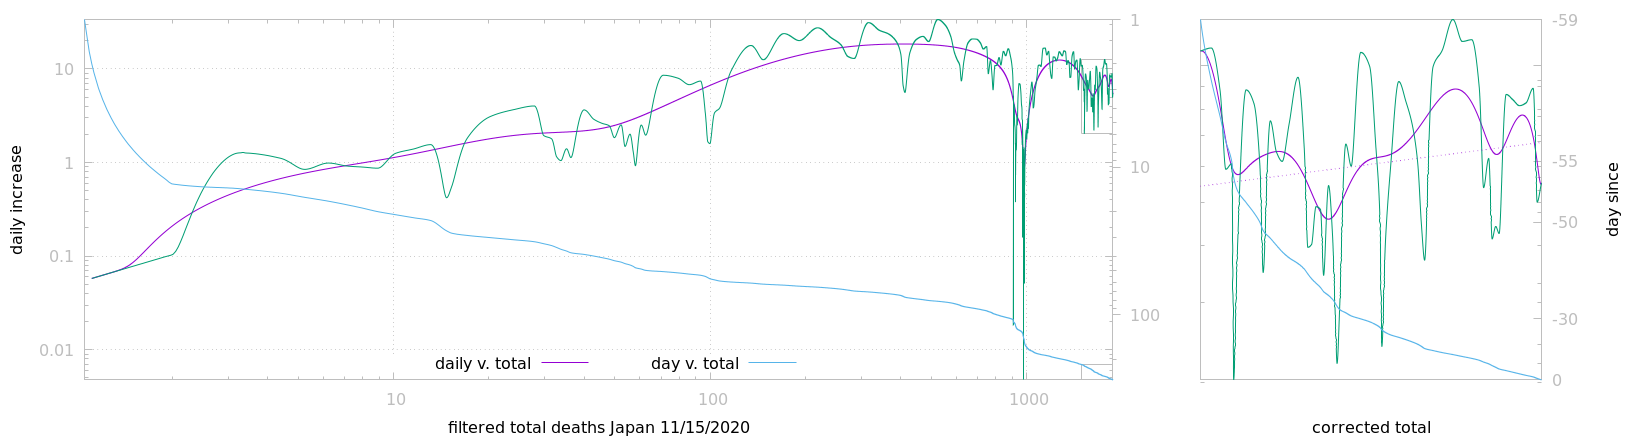 daily increase
10
1
0.1
0.01
1
10
100
daily v. total
day v. total
10
100
1000
filtered total deaths Japan 11/15/2020
-59
-55
-50
-30
0
day since
corrected total